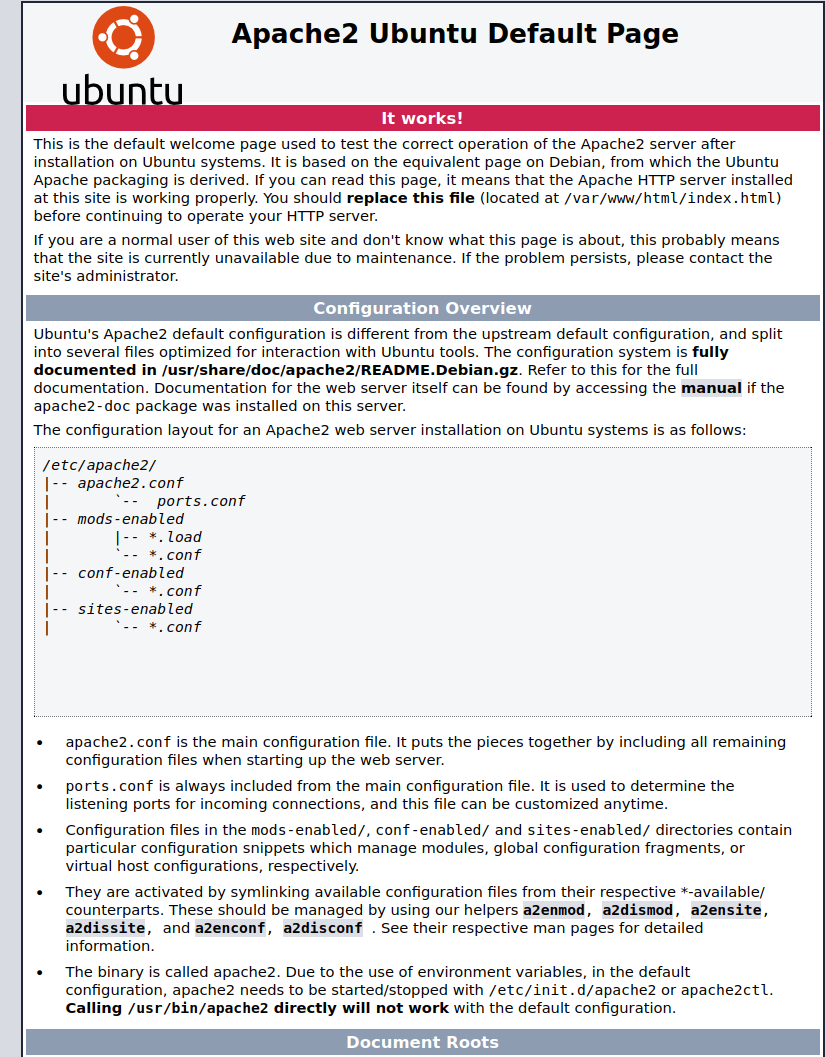 ubuntu
Apache2 Ubuntu Default Page
It works!
This is the default welcome page used to test the correct operation of the Apache2 server after
installation on Ubuntu systems. It is based on the equivalent page on Debian, from which the Ubuntu
Apache packaging is derived. If you can read this page, it means that the Apache HTTP server installed
at this site is working properly. You should replace this file (located at /var/www/html/index.html)
before continuing to operate your HTTP server.
If you are a normal user of this web site and don't know what this page is about, this probably means
that the site is currently unavailable due to maintenance. If the problem persists, please contact the
site's administrator.
Configuration Overview
Ubuntu's Apache2 default configuration is different from the upstream default configuration, and split
into several files optimized for interaction with Ubuntu tools. The configuration system is fully
documented in /usr/share/doc/apache2/README.Debian.gz. Refer to this for the full
documentation. Documentation for the web server itself can be found by accessing the manual if the
apache2-doc package was installed on this server.
The configuration layout for an Apache2 web server installation on Ubuntu systems is as follows:
/etc/apache2/
|-- apache2.conf
|       `--  ports.conf
|-- mods-enabled
|       |-- *.load
|       `-- *.conf
|-- conf-enabled
|       `-- *.conf
|-- sites-enabled
|       `-- *.conf
• apache2.conf is the main configuration file. It puts the pieces together by including all remaining
configuration files when starting up the web server.
• ports.conf is always included from the main configuration file. It is used to determine the
listening ports for incoming connections, and this file can be customized anytime.
• Configuration files in the mods-enabled/, conf-enabled/ and sites-enabled/ directories contain
particular configuration snippets which manage modules, global configuration fragments, or
virtual host configurations, respectively.
• They are activated by symlinking available configuration files from their respective *-available/
counterparts. These should be managed by using our helpers a2enmod, a2dismod, a2ensite,
a2dissite, and a2enconf, a2disconf . See their respective man pages for detailed
information.
• The binary is called apache2. Due to the use of environment variables, in the default
configuration, apache2 needs to be started/stopped with /etc/init.d/apache2 or apache2ctl.
Calling /usr/bin/apache2 directly will not work with the default configuration.
Document Roots